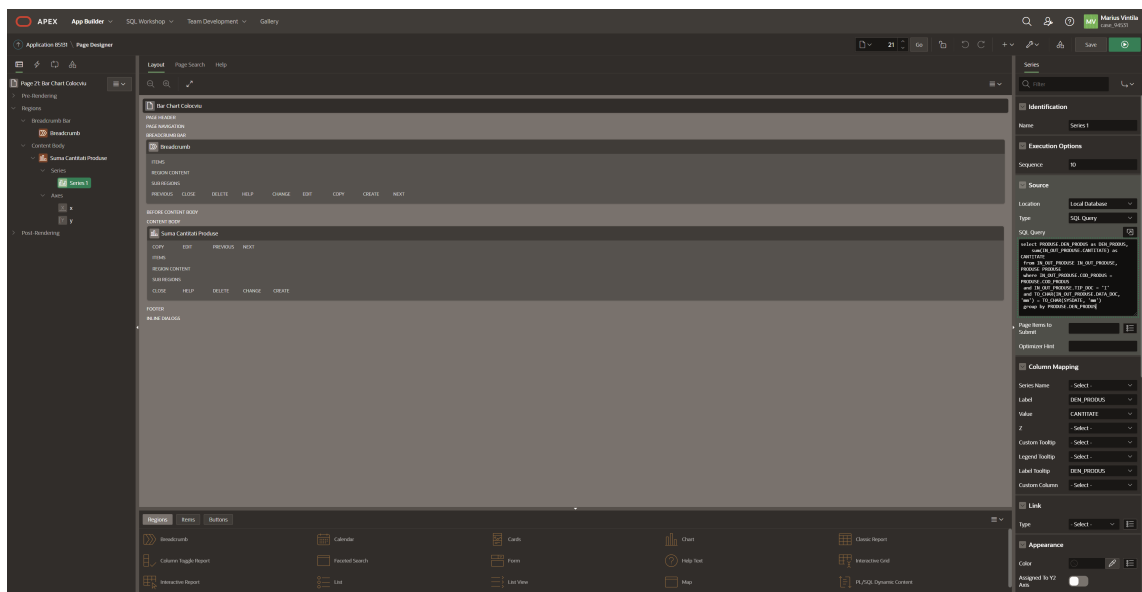 APEX App Builder SQL Workshop Team Development Gallery Marius Vintila
MV case_94531
Application 85131 \ Page Designer 21 Go Save
Layout Page Search Help
Page 21: Bar Chart Colocviu
Pre-Rendering
Regions
Breadcrumb Bar
Breadcrumb
Content Body
Suma Cantitati Produse
Series
Series 1
Axes
x
y
Post-Rendering
Bar Chart Colocviu
PAGE HEADER
PAGE NAVIGATION
BREADCRUMB BAR
Breadcrumb
ITEMS
REGION CONTENT
SUB REGIONS
PREVIOUS CLOSE DELETE HELP CHANGE EDIT COPY CREATE NEXT
BEFORE CONTENT BODY
CONTENT BODY
Suma Cantitati Produse
COPY EDIT PREVIOUS NEXT
ITEMS
REGION CONTENT
SUB REGIONS
CLOSE HELP DELETE CHANGE CREATE
FOOTER
INLINE DIALOGS
Regions Items Buttons
Breadcrumb Calendar Cards Chart Classic Report
Column Toggle Report Faceted Search Form Help Text Interactive Grid
Interactive Report List List View Map PL/SQL Dynamic Content
Series
Filter
Identification
Name Series 1
Execution Options
Sequence 10
Source
Location Local Database
Type SQL Query
SQL Query
select PRODUSE.DEN_PRODUS as DEN_PRODUS,
sum(IN_OUT_PRODUSE.CANTITATE) as
CANTITATE
from IN_OUT_PRODUSE IN_OUT_PRODUSE,
PRODUSE PRODUSE
where IN_OUT_PRODUSE.COD_PRODUS =
PRODUSE.COD_PRODUS
and IN_OUT_PRODUSE.TIP_DOC = 'I'
and TO_CHAR(IN_OUT_PRODUSE.DATA_DOC,
'mm') = TO_CHAR(SYSDATE, 'mm')
group by PRODUSE.DEN_PRODUS
Page Items to
Submit
Optimizer Hint
Column Mapping
Series Name - Select -
Label DEN_PRODUS
Value CANTITATE
Z - Select -
Custom Tooltip - Select -
Legend Tooltip - Select -
Label Tooltip DEN_PRODUS
Custom Column - Select -
Link
Type - Select -
Appearance
Color
Assigned To Y2
Axis